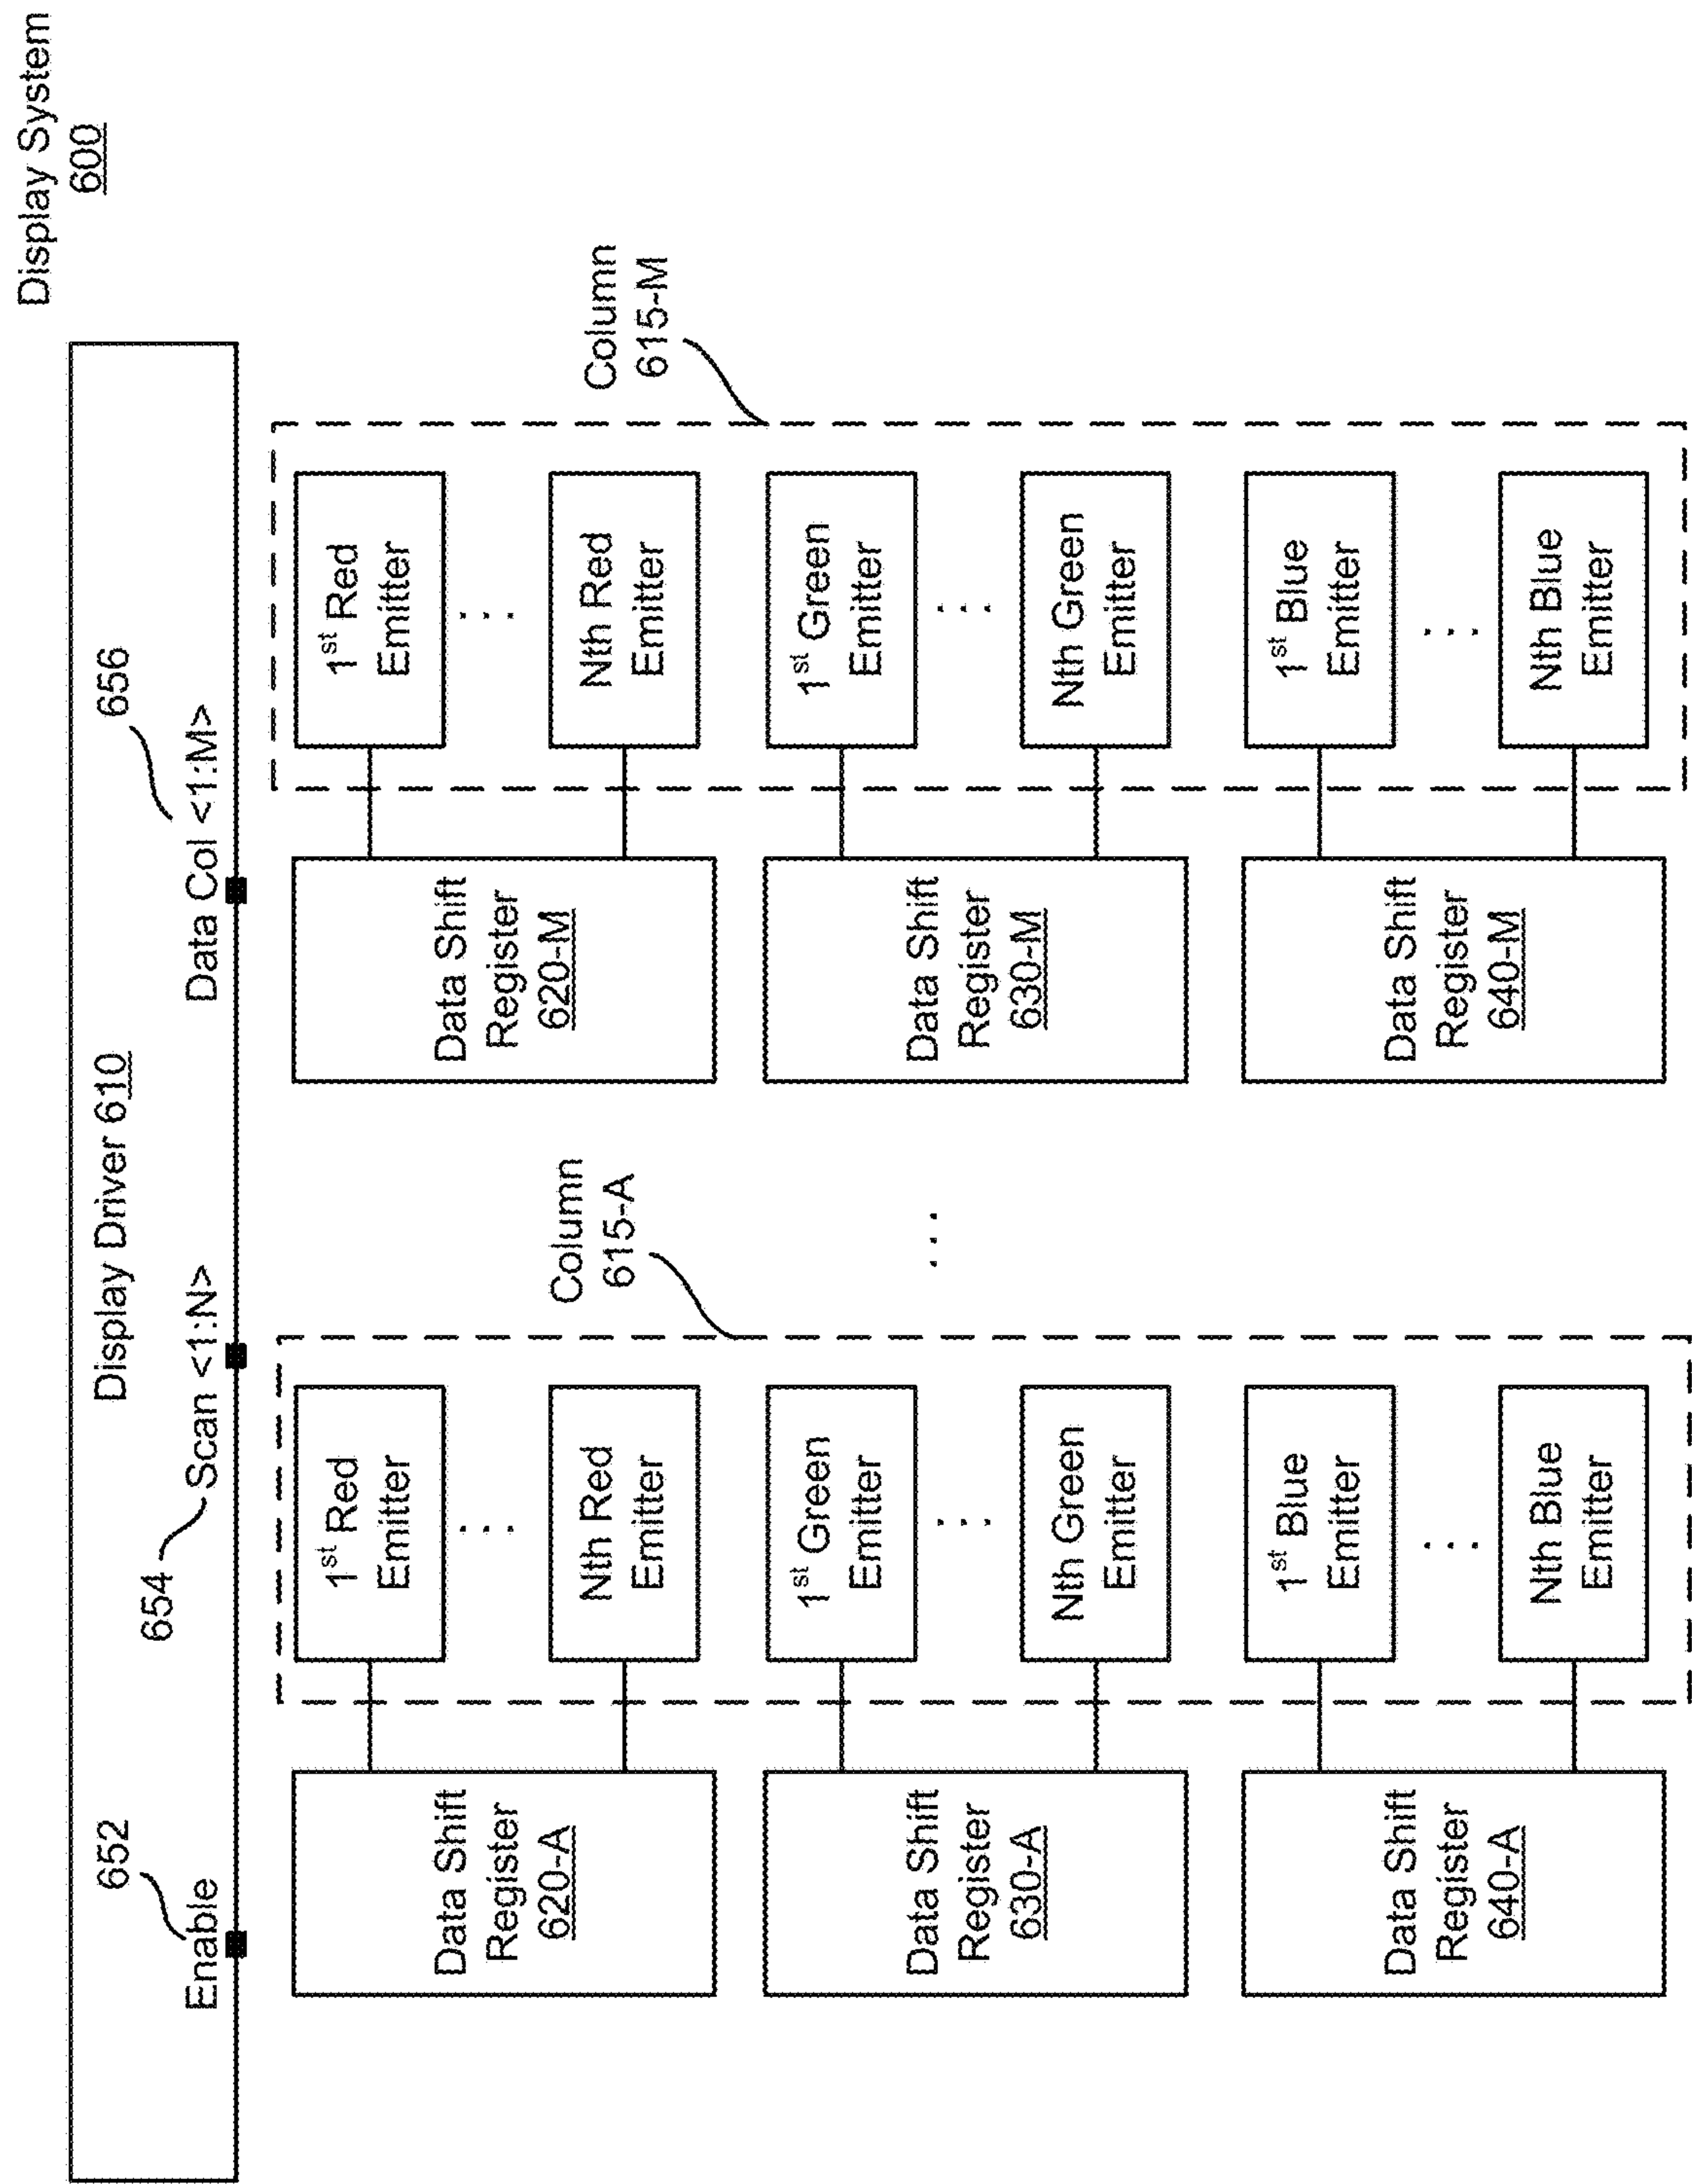 Display System
600
Display Driver 610
652
Enable
654
Scan <1:N>
656
Data Col <1:M>
Column
615-A
Data Shift
Register
620-A
1st Red
Emitter
. . .
Nth Red
Emitter
Data Shift
Register
630-A
1st Green
Emitter
. . .
Nth Green
Emitter
Data Shift
Register
640-A
1st Blue
Emitter
. . .
Nth Blue
Emitter
. . .
Column
615-M
Data Shift
Register
620-M
1st Red
Emitter
. . .
Nth Red
Emitter
Data Shift
Register
630-M
1st Green
Emitter
. . .
Nth Green
Emitter
Data Shift
Register
640-M
1st Blue
Emitter
. . .
Nth Blue
Emitter